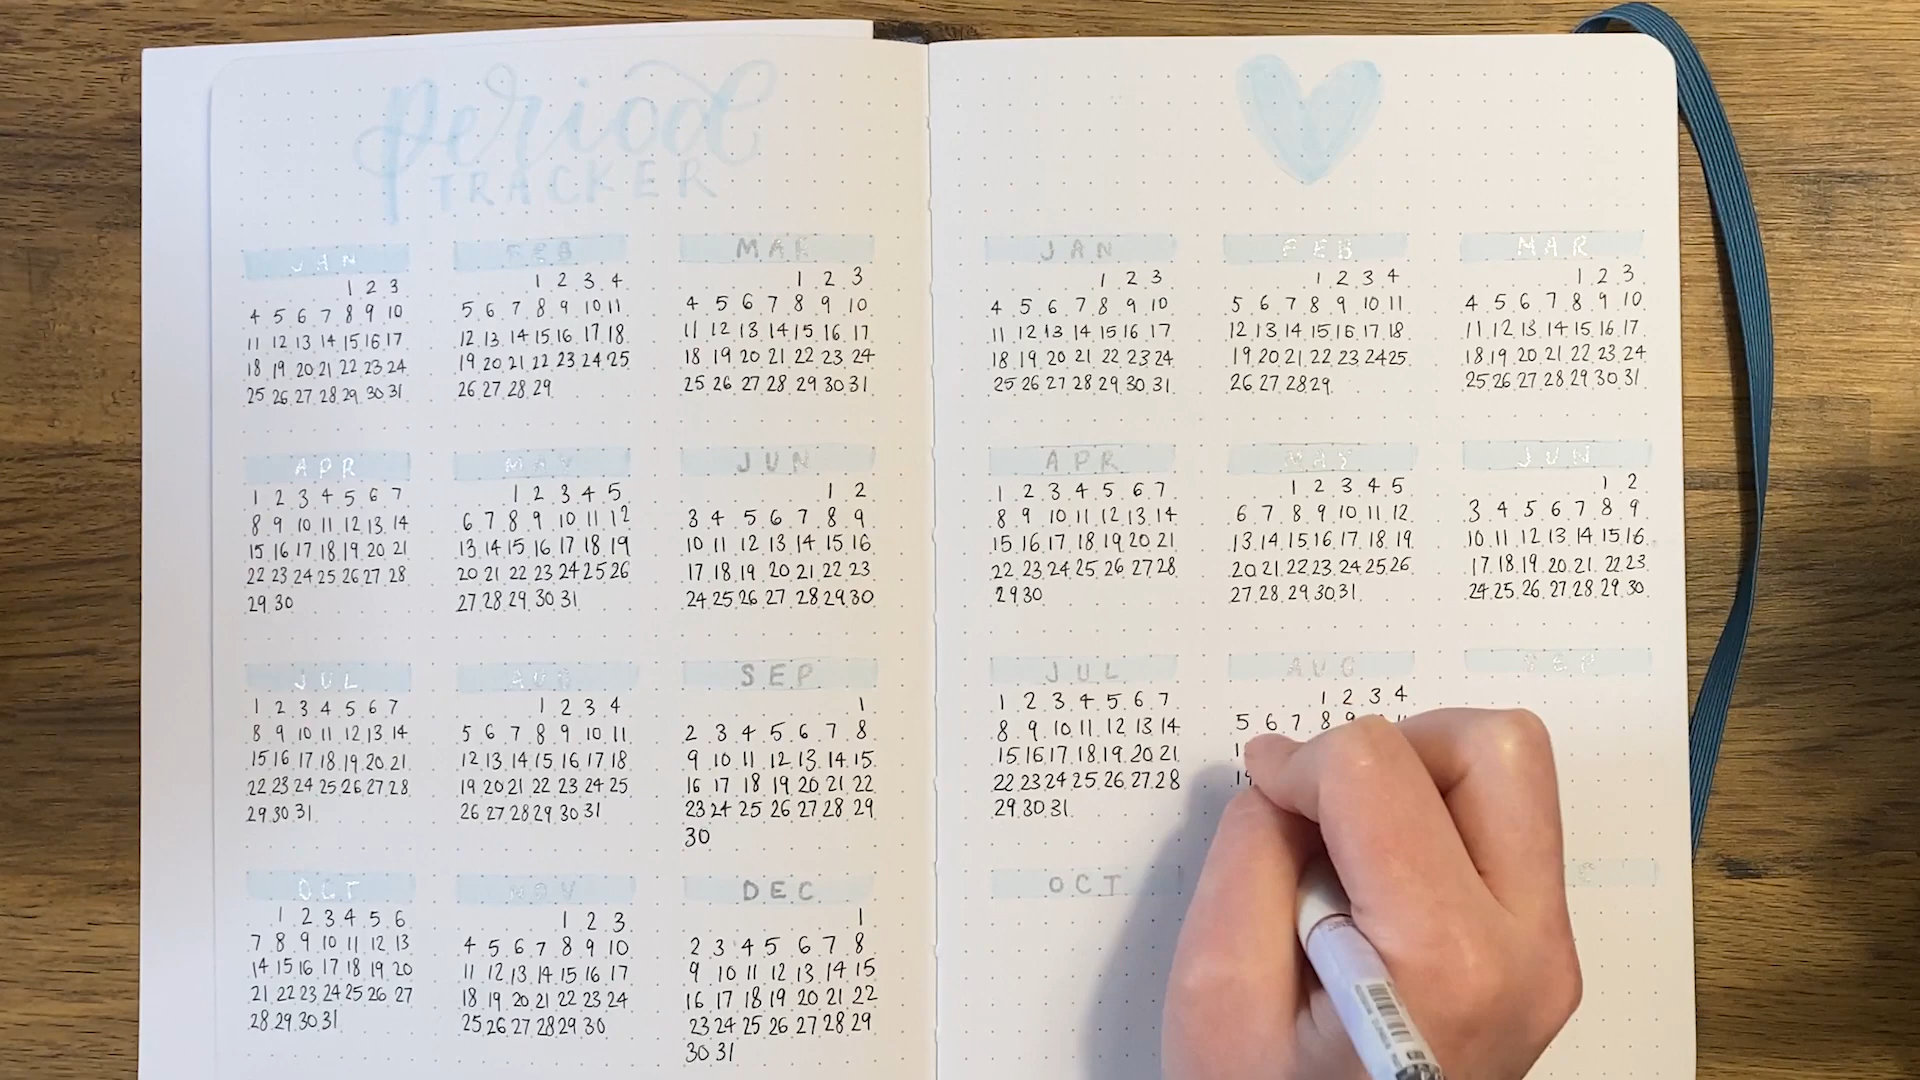 period
TRACKER
JAN
1 2 3
4 5 6 7 8 9 10
11 12 13 14 15 16 17
18 19 20 21 22 23 24
25 26 27 28 29 30 31
FEB
1 2 3 4
5 6 7 8 9 10 11
12 13 14 15 16 17 18
19 20 21 22 23 24 25
26 27 28 29
MAR
1 2 3
4 5 6 7 8 9 10
11 12 13 14 15 16 17
18 19 20 21 22 23 24
25 26 27 28 29 30 31
APR
1 2 3 4 5 6 7
8 9 10 11 12 13 14
15 16 17 18 19 20 21
22 23 24 25 26 27 28
29 30
MAY
1 2 3 4 5
6 7 8 9 10 11 12
13 14 15 16 17 18 19
20 21 22 23 24 25 26
27 28 29 30 31
JUN
1 2
3 4 5 6 7 8 9
10 11 12 13 14 15 16
17 18 19 20 21 22 23
24 25 26 27 28 29 30
JUL
1 2 3 4 5 6 7
8 9 10 11 12 13 14
15 16 17 18 19 20 21
22 23 24 25 26 27 28
29 30 31
AUG
1 2 3 4
5 6 7 8 9 10 11
12 13 14 15 16 17 18
19 20 21 22 23 24 25
26 27 28 29 30 31
SEP
1
2 3 4 5 6 7 8
9 10 11 12 13 14 15
16 17 18 19 20 21 22
23 24 25 26 27 28 29
30
OCT
1 2 3 4 5 6
7 8 9 10 11 12 13
14 15 16 17 18 19 20
21 22 23 24 25 26 27
28 29 30 31
NOV
1 2 3
4 5 6 7 8 9 10
11 12 13 14 15 16 17
18 19 20 21 22 23 24
25 26 27 28 29 30
DEC
1
2 3 4 5 6 7 8
9 10 11 12 13 14 15
16 17 18 19 20 21 22
23 24 25 26 27 28 29
30 31
JAN
1 2 3
4 5 6 7 8 9 10
11 12 13 14 15 16 17
18 19 20 21 22 23 24
25 26 27 28 29 30 31
FEB
1 2 3 4
5 6 7 8 9 10 11
12 13 14 15 16 17 18
19 20 21 22 23 24 25
26 27 28 29
MAR
1 2 3
4 5 6 7 8 9 10
11 12 13 14 15 16 17
18 19 20 21 22 23 24
25 26 27 28 29 30 31
APR
1 2 3 4 5 6 7
8 9 10 11 12 13 14
15 16 17 18 19 20 21
22 23 24 25 26 27 28
29 30
MAY
1 2 3 4 5
6 7 8 9 10 11 12
13 14 15 16 17 18 19
20 21 22 23 24 25 26
27 28 29 30 31
JUN
1 2
3 4 5 6 7 8 9
10 11 12 13 14 15 16
17 18 19 20 21 22 23
24 25 26 27 28 29 30
JUL
1 2 3 4 5 6 7
8 9 10 11 12 13 14
15 16 17 18 19 20 21
22 23 24 25 26 27 28
29 30 31
AUG
1 2 3 4
5 6 7 8 9
SEP
OCT